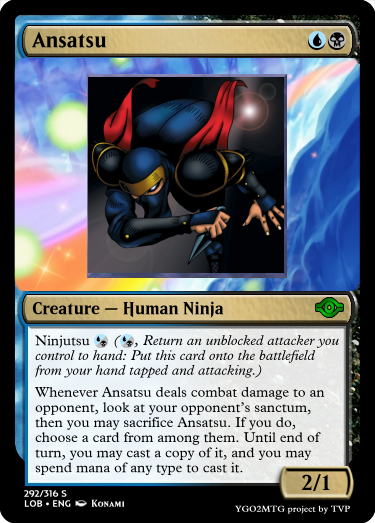 Ansatsu
Creature — Human Ninja
Ninjutsu (, Return an unblocked attacker you
control to hand: Put this card onto the battlefield
from your hand tapped and attacking.)
Whenever Ansatsu deals combat damage to an
opponent, look at your opponent's sanctum,
then you may sacrifice Ansatsu. If you do,
choose a card from among them. Until end of
turn, you may cast a copy of it, and you may
spend mana of any type to cast it.
2/1
292/316 S
LOB • ENG Konami
YGO2MTG project by TVP